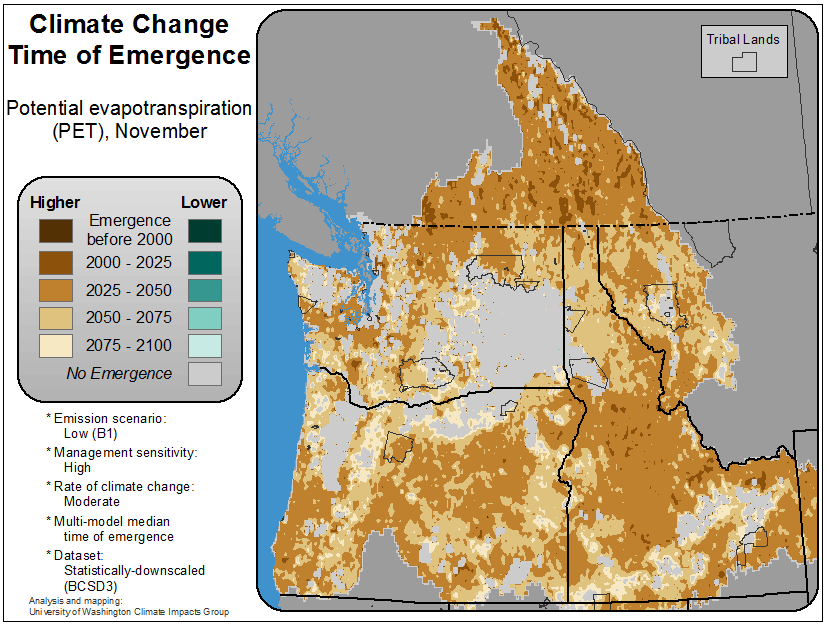 Climate Change
Time of Emergence
Potential evapotranspiration
(PET), November
Higher Lower
Emergence
before 2000
2000 - 2025
2025 - 2050
2050 - 2075
2075 - 2100
No Emergence
* Emission scenario:
Low (B1)
* Management sensitivity:
High
* Rate of climate change:
Moderate
* Multi-model median
time of emergence
* Dataset:
Statistically-downscaled
(BCSD3)
Analysis and mapping:
University of Washington Climate Impacts Group
Tribal Lands